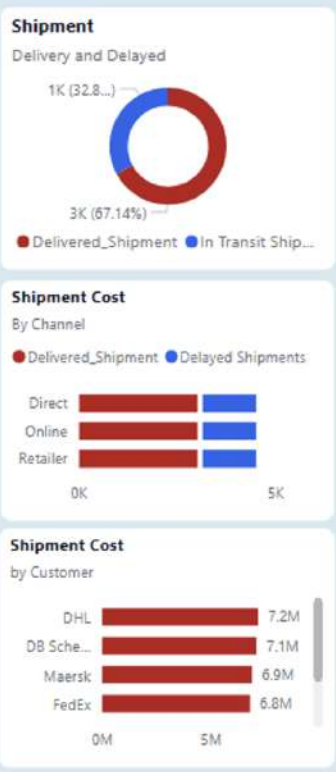 Shipment
Delivery and Delayed
1K (32.8...)
3K (67.14%)
Delivered_Shipment In Transit Ship...
Shipment Cost
By Channel
Delivered_Shipment Delayed Shipments
Direct
Online
Retailer
0K 5K
Shipment Cost
by Customer
DHL 7.2M
DB Sche... 7.1M
Maersk 6.9M
FedEx 6.8M
0M 5M